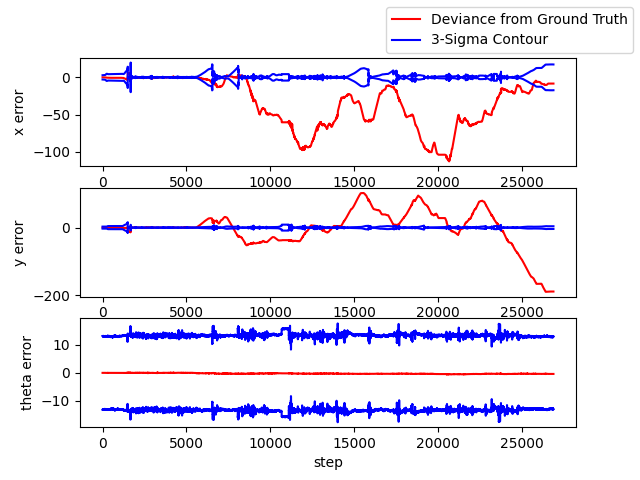 Deviance from Ground Truth
3-Sigma Contour
x error
0
−50
−100
0 5000 10000 15000 20000 25000
y error
0
−200
0 5000 10000 15000 20000 25000
theta error
10
0
−10
0 5000 10000 15000 20000 25000
step